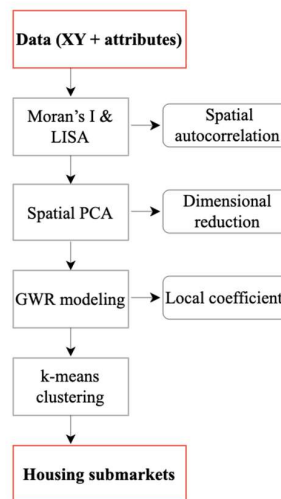 Data (XY + attributes)
Moran's I &
LISA
Spatial
autocorrelation
Spatial PCA
Dimensional
reduction
GWR modeling
Local coefficient
k-means
clustering
Housing submarkets